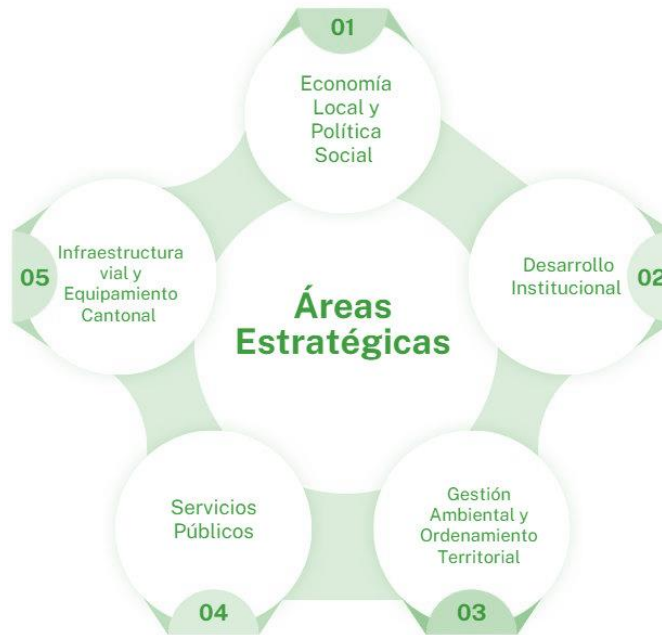 01
Economía
Local y
Política
Social
02
Desarrollo
Institucional
03
Gestión
Ambiental y
Ordenamiento
Territorial
04
Servicios
Públicos
05
Infraestructura
vial y
Equipamiento
Cantonal
Áreas
Estratégicas